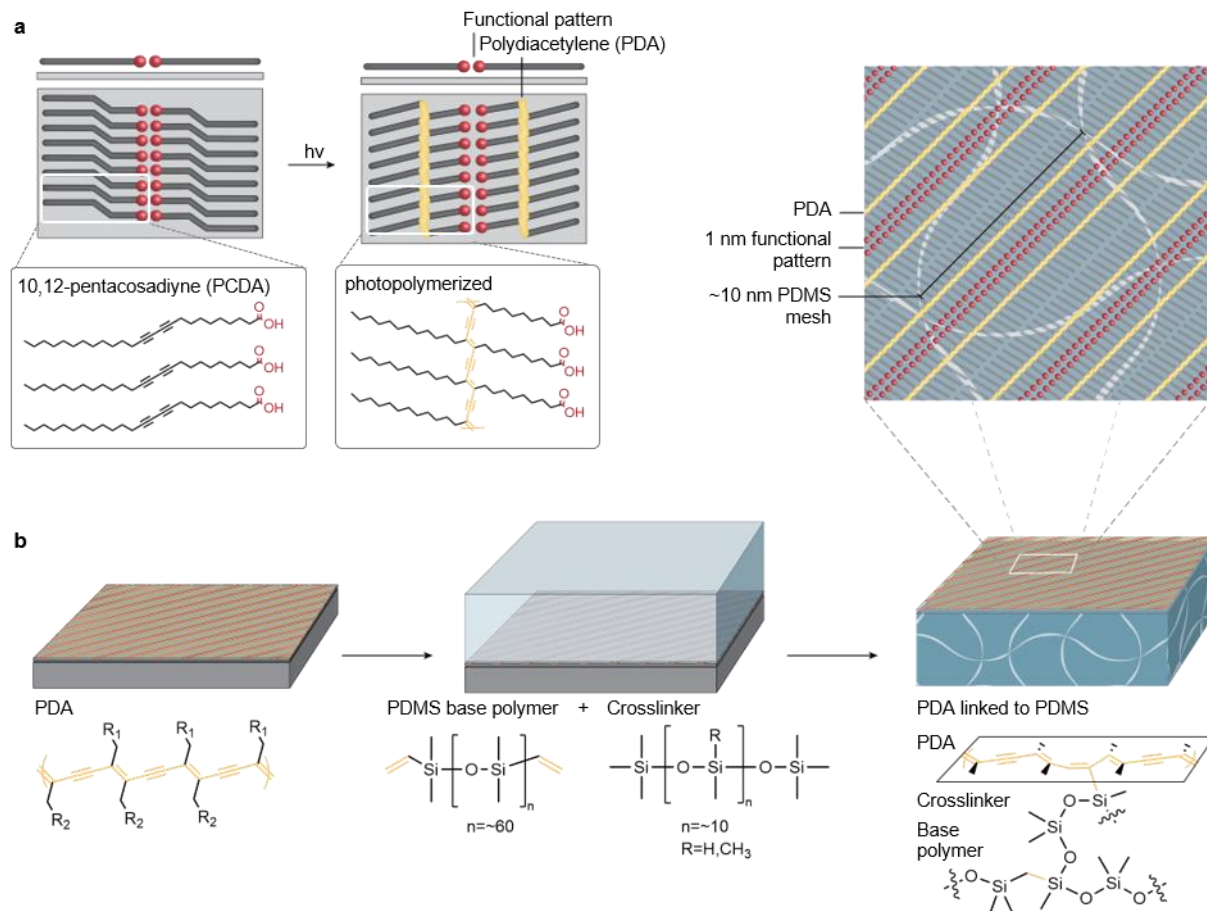 a
Functional pattern
Polydiacetylene (PDA)
hν
10,12-pentacosadiyne (PCDA)
O
OH
O
OH
O
OH
photopolymerized
O
OH
O
OH
O
OH
PDA
1 nm functional
pattern
~10 nm PDMS
mesh
b
PDA
R1 R1 R1
R2 R2 R2
PDMS base polymer + Crosslinker
Si O Si
n
n=~60
R
Si O Si O Si
n
n=~10
R=H,CH3
PDA linked to PDMS
PDA
Crosslinker
O Si
Si
O
Base
polymer
O
Si Si O Si O